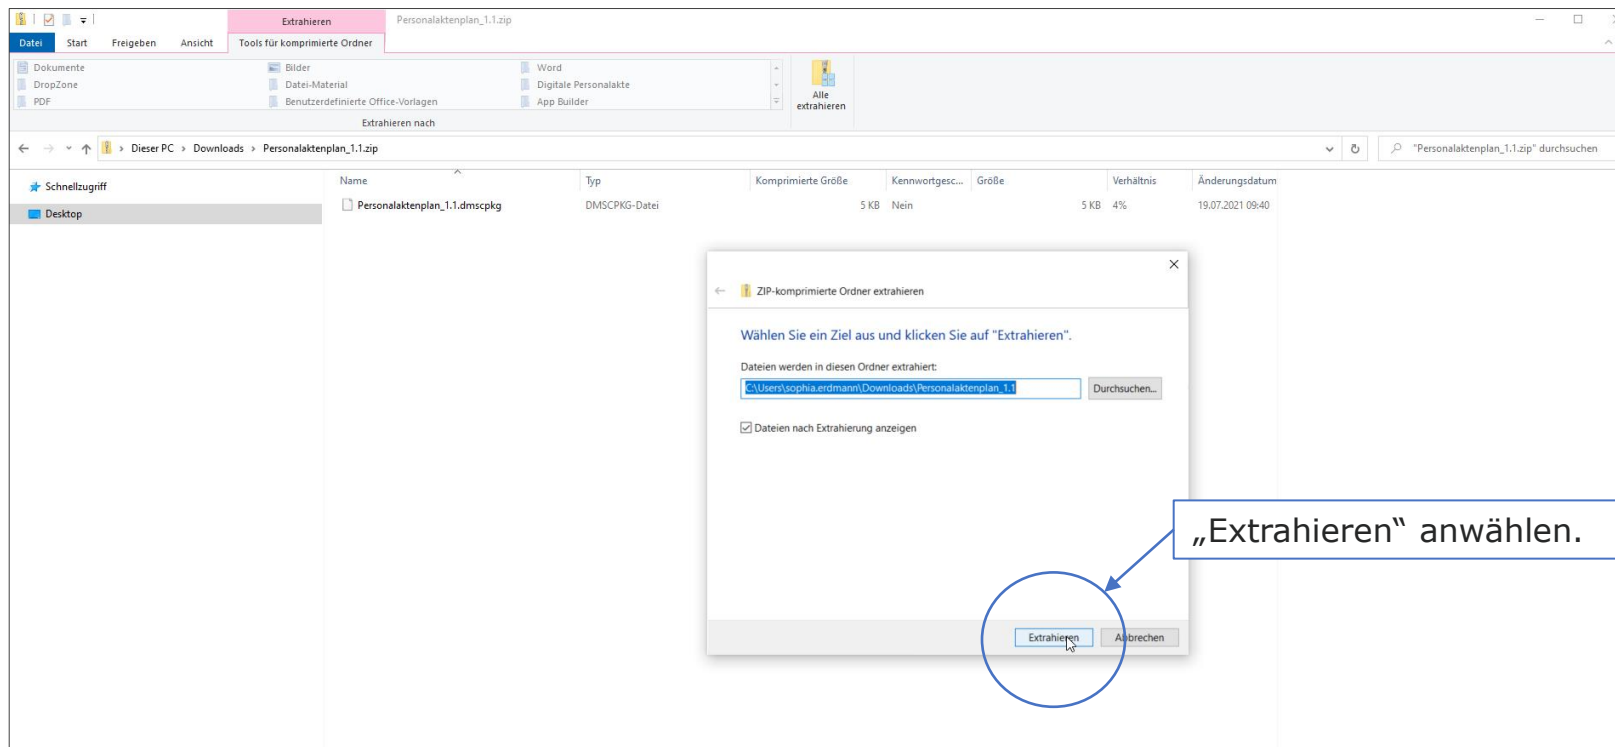 Extrahieren
Personalaktenplan_1.1.zip
Datei Start Freigeben Ansicht Tools für komprimierte Ordner
Dokumente Bilder Word
DropZone Datei-Material Digitale Personalakte
PDF Benutzerdefinierte Office-Vorlagen App Builder
Alle
extrahieren
Extrahieren nach
Dieser PC › Downloads › Personalaktenplan_1.1.zip
"Personalaktenplan_1.1.zip" durchsuchen
Schnellzugriff
Desktop
Name Typ Komprimierte Größe Kennwortgesc... Größe Verhältnis Änderungsdatum
Personalaktenplan_1.1.dmscpkg DMSCPKG-Datei 5 KB Nein 5 KB 4% 19.07.2021 09:40
ZIP-komprimierte Ordner extrahieren
Wählen Sie ein Ziel aus und klicken Sie auf "Extrahieren".
Dateien werden in diesen Ordner extrahiert:
C:\Users\sophia.erdmann\Downloads\Personalaktenplan_1.1
Durchsuchen...
Dateien nach Extrahierung anzeigen
„Extrahieren“ anwählen.
Extrahieren Abbrechen